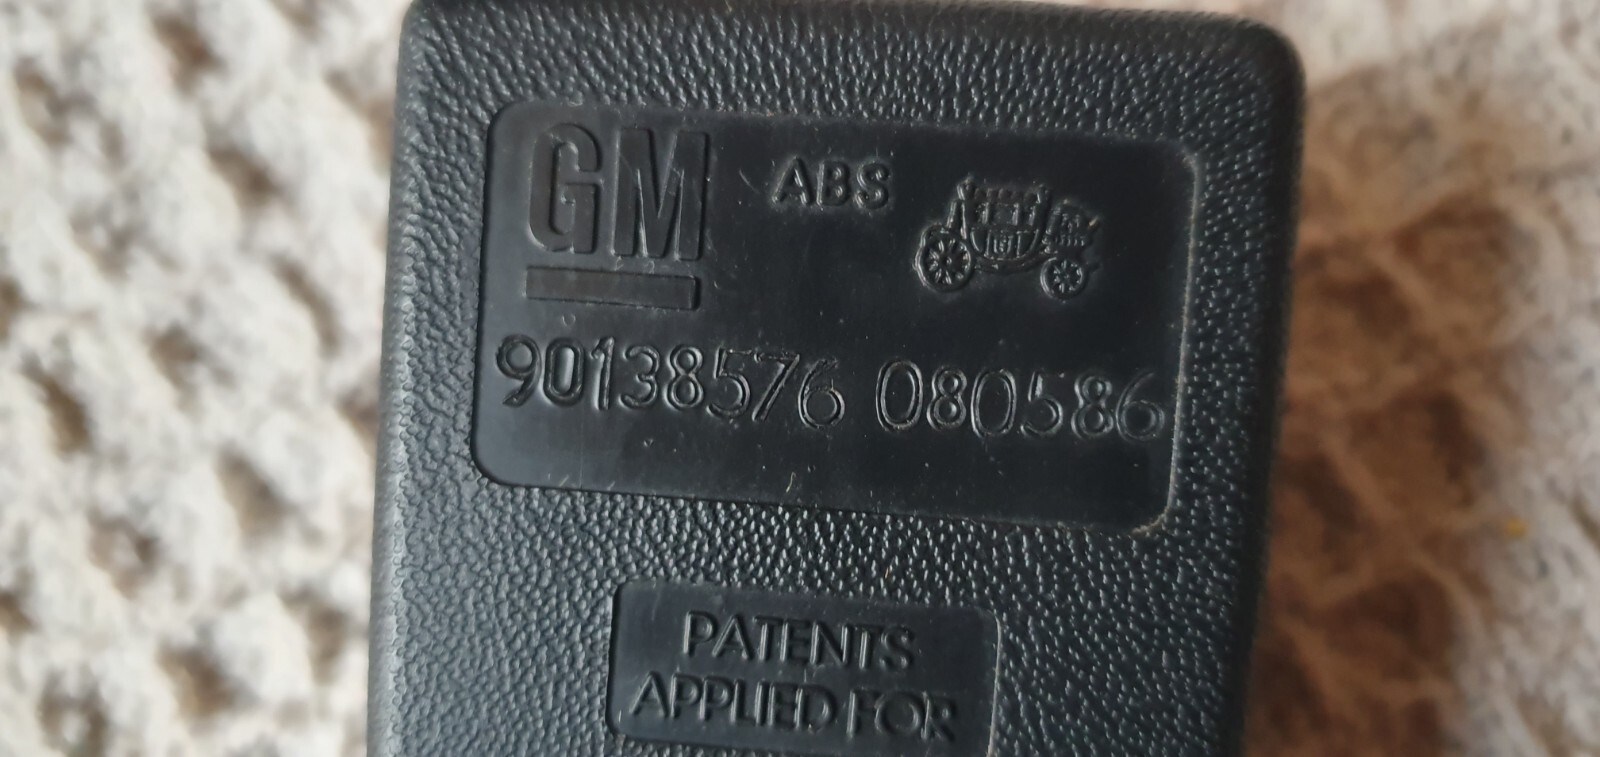 GM ABS
90138576 080586
PATENTS
APPLIED FOR